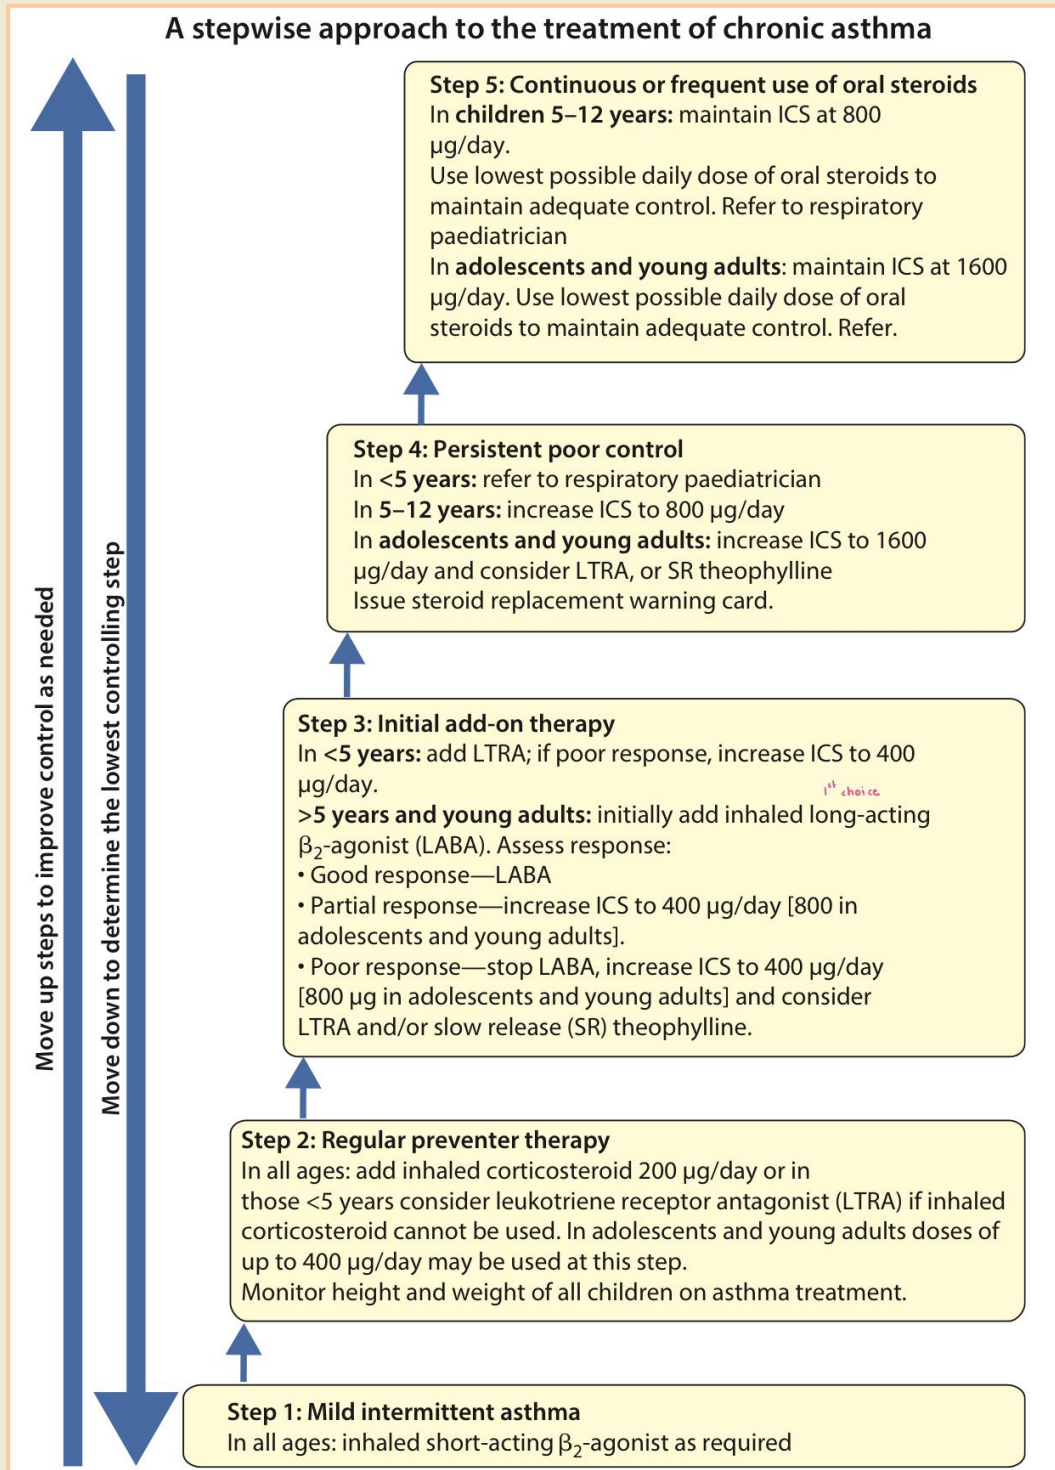 A stepwise approach to the treatment of chronic asthma
Move up steps to improve control as needed
Move down to determine the lowest controlling step
Step 5: Continuous or frequent use of oral steroids
In children 5–12 years: maintain ICS at 800
µg/day.
Use lowest possible daily dose of oral steroids to
maintain adequate control. Refer to respiratory
paediatrician
In adolescents and young adults: maintain ICS at 1600
µg/day. Use lowest possible daily dose of oral
steroids to maintain adequate control. Refer.
Step 4: Persistent poor control
In <5 years: refer to respiratory paediatrician
In 5–12 years: increase ICS to 800 µg/day
In adolescents and young adults: increase ICS to 1600
µg/day and consider LTRA, or SR theophylline
Issue steroid replacement warning card.
Step 3: Initial add-on therapy
In <5 years: add LTRA; if poor response, increase ICS to 400
µg/day.
1st choice
>5 years and young adults: initially add inhaled long-acting
β2-agonist (LABA). Assess response:
• Good response—LABA
• Partial response—increase ICS to 400 µg/day [800 in
adolescents and young adults].
• Poor response—stop LABA, increase ICS to 400 µg/day
[800 µg in adolescents and young adults] and consider
LTRA and/or slow release (SR) theophylline.
Step 2: Regular preventer therapy
In all ages: add inhaled corticosteroid 200 µg/day or in
those <5 years consider leukotriene receptor antagonist (LTRA) if inhaled
corticosteroid cannot be used. In adolescents and young adults doses of
up to 400 µg/day may be used at this step.
Monitor height and weight of all children on asthma treatment.
Step 1: Mild intermittent asthma
In all ages: inhaled short-acting β2-agonist as required